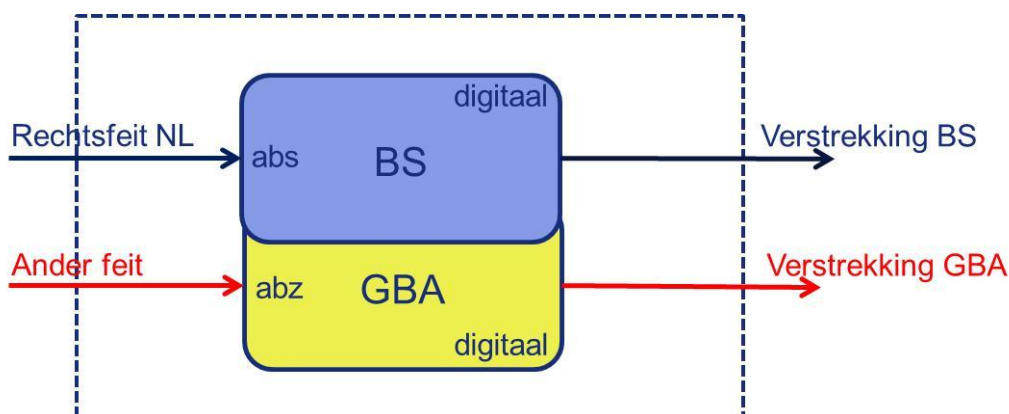 digitaal
Rechtsfeit NL
abs
BS
Verstrekking BS
Ander feit
abz
GBA
Verstrekking GBA
digitaal